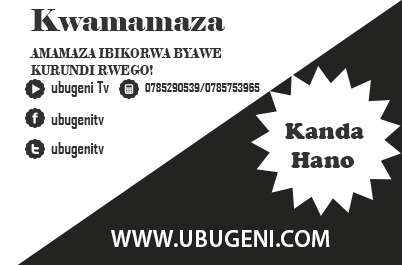 Kwamamaza
AMAMAZA IBIKORWA BYAWE
KURUNDI RWEGO!
ubugeni Tv 0785290539/0785753965
ubugenitv
ubugenitv
Kanda
Hano
WWW.UBUGENI.COM